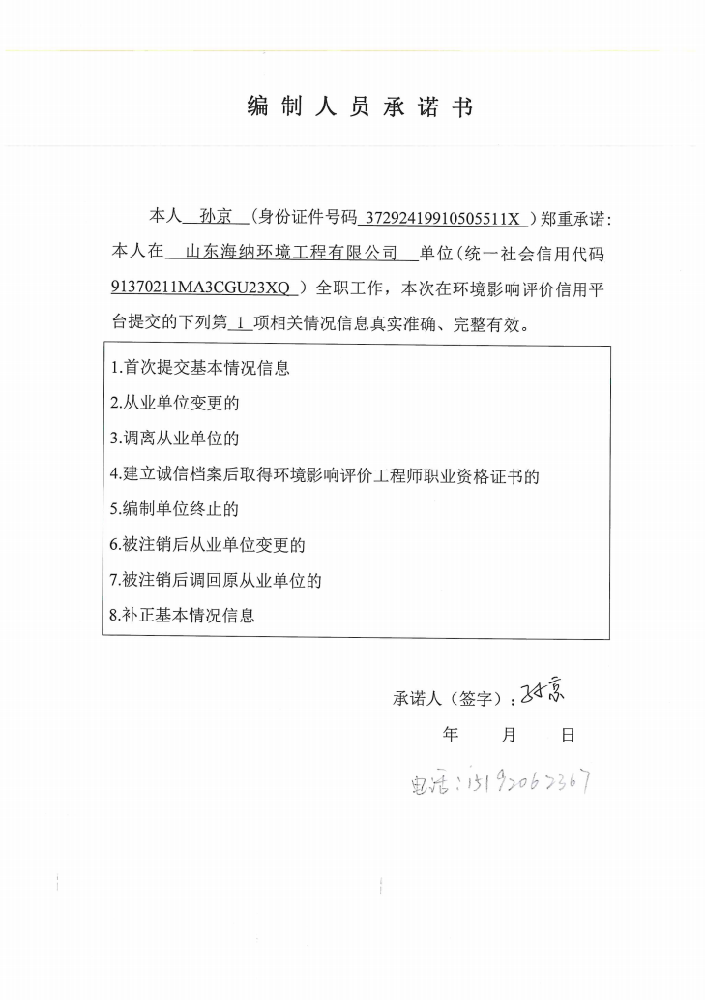 编制人员承诺书
本人 孙京 （身份证件号码 37292419910505511X ）郑重承诺：
本人在 山东海纳环境工程有限公司 单位（统一社会信用代码
91370211MA3CGU23XQ ）全职工作，本次在环境影响评价信用平
台提交的下列第 1 项相关情况信息真实准确、完整有效。
1.首次提交基本情况信息
2.从业单位变更的
3.调离从业单位的
4.建立诚信档案后取得环境影响评价工程师职业资格证书的
5.编制单位终止的
6.被注销后从业单位变更的
7.被注销后调回原从业单位的
8.补正基本情况信息
承诺人（签字）：孙京
年 月 日
电话：15192062367